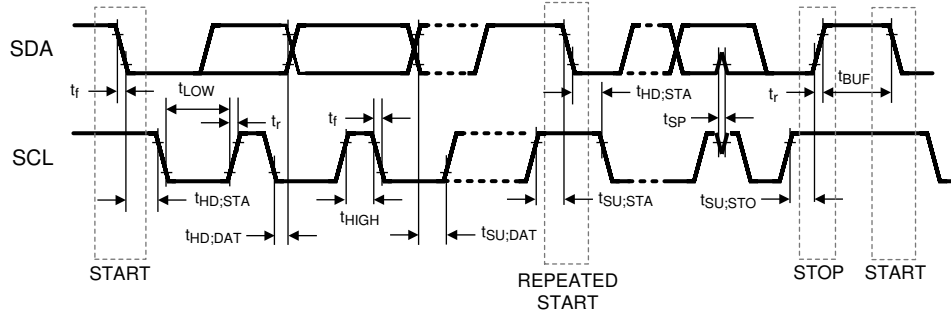 SDA
t_f
t_LOW
t_r
t_f
t_HD;STA
t_SP
t_r
t_BUF
SCL
t_HD;STA
t_HD;DAT
t_HIGH
t_SU;DAT
t_SU;STA
t_SU;STO
START
REPEATED
START
STOP
START